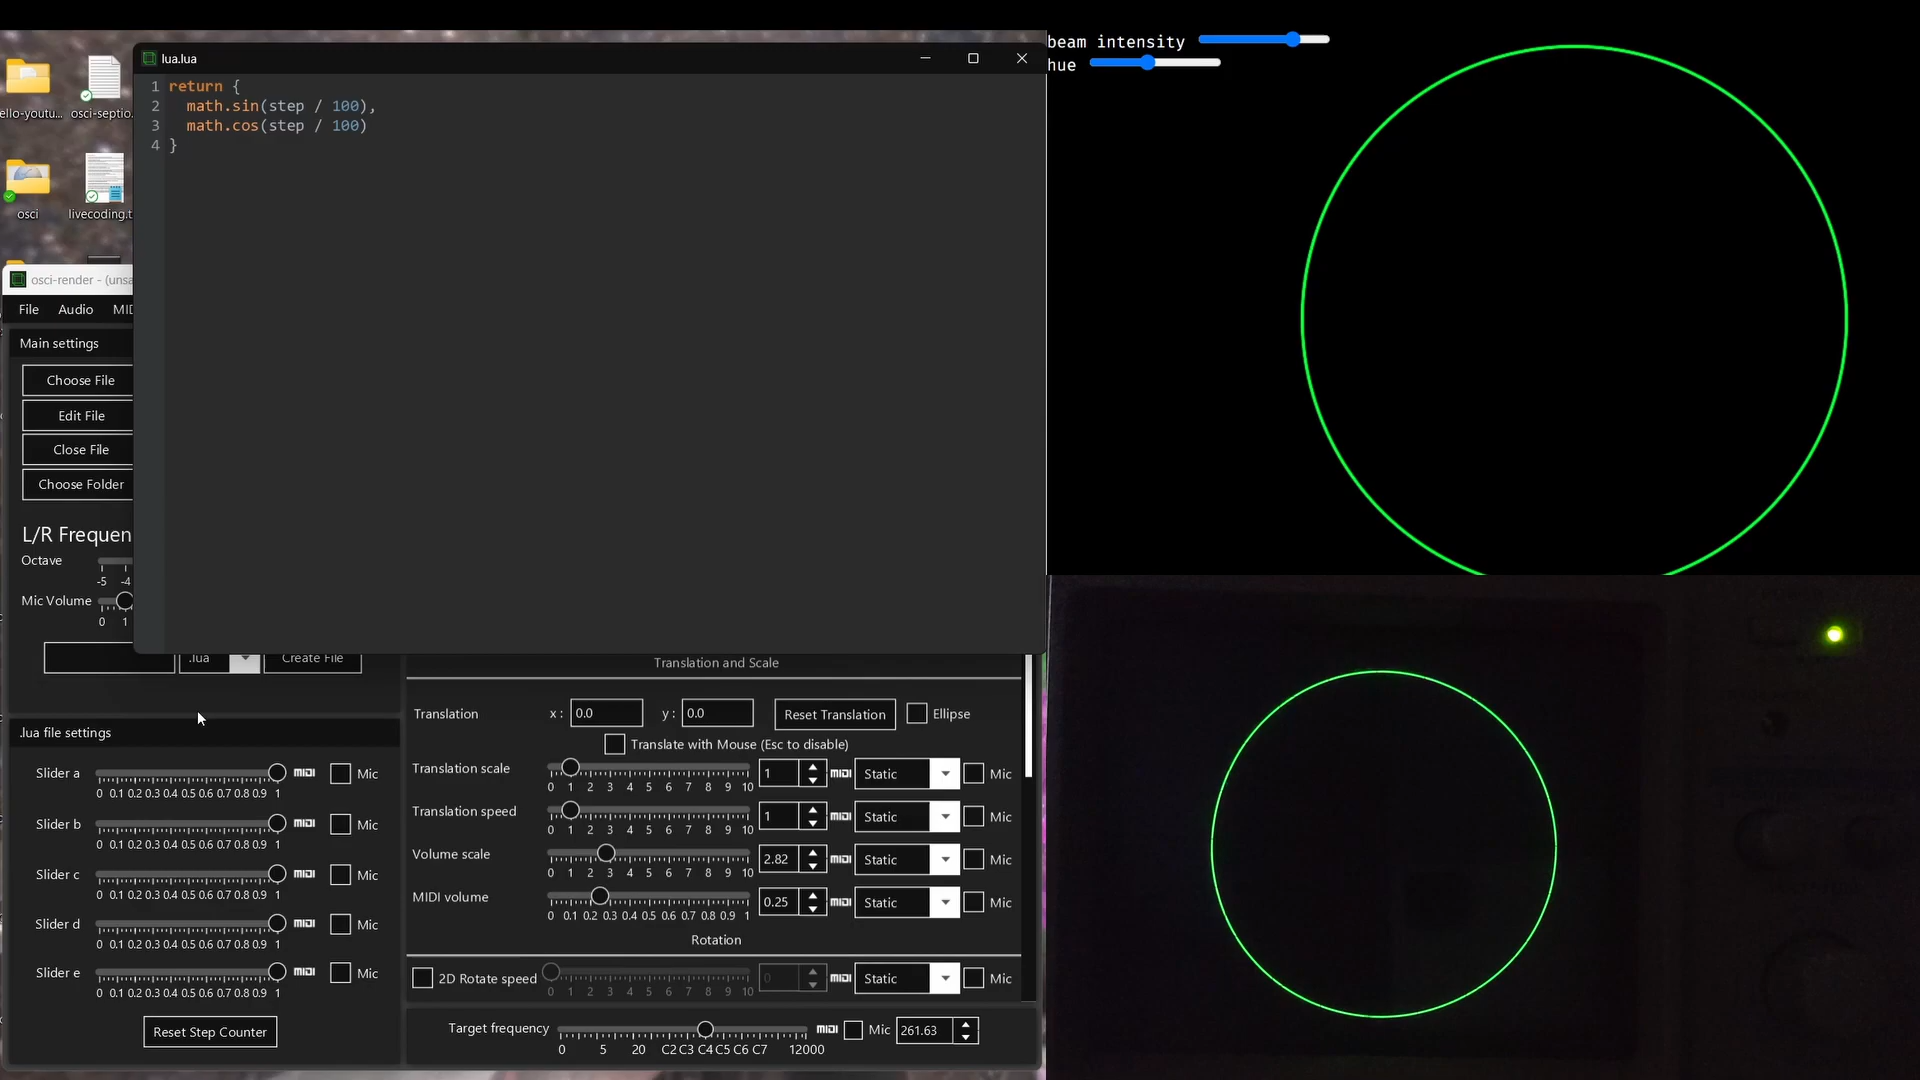 ello-youtu...
osci-septio.
osci
livecoding.t
lua.lua
1 return {
2 math.sin(step / 100),
3 math.cos(step / 100)
4 }
beam intensity
hue
osci-render - (unsa
File Audio MID
Main settings
Choose File
Edit File
Close File
Choose Folder
L/R Frequen
Octave
-5 -4
Mic Volume
0 1
.lua
Create File
.lua file settings
Slider a
MIDI
Mic
0 0.1 0.2 0.3 0.4 0.5 0.6 0.7 0.8 0.9 1
Slider b
MIDI
Mic
0 0.1 0.2 0.3 0.4 0.5 0.6 0.7 0.8 0.9 1
Slider c
MIDI
Mic
0 0.1 0.2 0.3 0.4 0.5 0.6 0.7 0.8 0.9 1
Slider d
MIDI
Mic
0 0.1 0.2 0.3 0.4 0.5 0.6 0.7 0.8 0.9 1
Slider e
MIDI
Mic
0 0.1 0.2 0.3 0.4 0.5 0.6 0.7 0.8 0.9 1
Reset Step Counter
Translation and Scale
Translation x: 0.0 y: 0.0 Reset Translation Ellipse
Translate with Mouse (Esc to disable)
Translation scale 1 MIDI Static Mic
0 1 2 3 4 5 6 7 8 9 10
Translation speed 1 MIDI Static Mic
0 1 2 3 4 5 6 7 8 9 10
Volume scale 2.82 MIDI Static Mic
0 1 2 3 4 5 6 7 8 9 10
MIDI volume 0.25 MIDI Static Mic
0 0.1 0.2 0.3 0.4 0.5 0.6 0.7 0.8 0.9 1
Rotation
2D Rotate speed 0 MIDI Static Mic
0 1 2 3 4 5 6 7 8 9 10
Target frequency MIDI Mic 261.63
0 5 20 C2 C3 C4 C5 C6 C7 12000